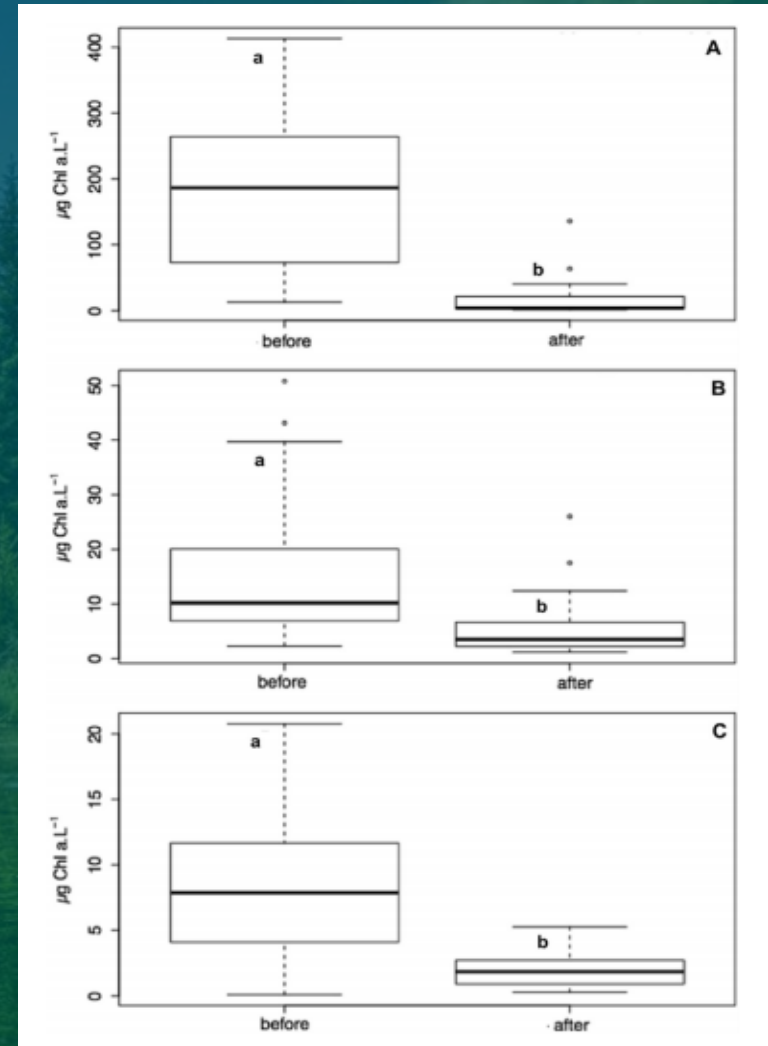 A
400
300
200
100
0
µg Chl a.L⁻¹
a
b
before
after
B
50
40
30
20
10
0
µg Chl a.L⁻¹
a
b
before
after
C
20
15
10
5
0
µg Chl a.L⁻¹
a
b
before
after